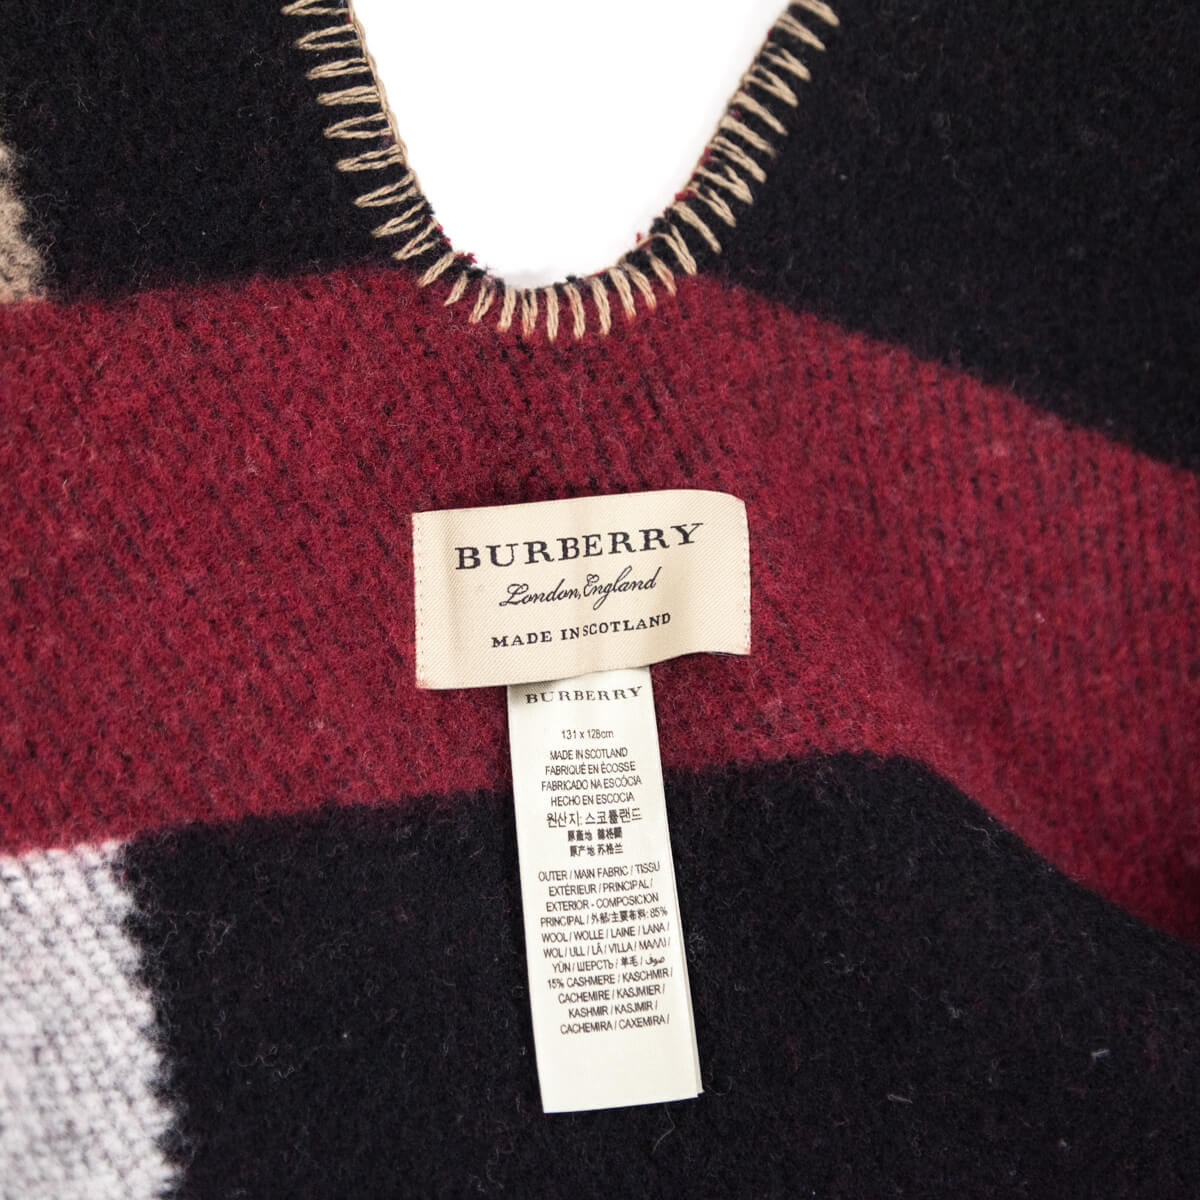 BURBERRY
London, England
MADE IN SCOTLAND
BURBERRY
131 x 128cm
MADE IN SCOTLAND
FABRIQUÉ EN ÉCOSSE
FABRICADO NA ESCÓCIA
HECHO EN ESCOCIA
원산지: 스코틀랜드
原產地 蘇格蘭
原产地 苏格兰
OUTER / MAIN FABRIC / TISSU
EXTÉRIEUR / PRINCIPAL /
EXTERIOR - COMPOSICION
PRINCIPAL / 外部/主要布料: 85%
WOOL / WOLLE / LAINE / LANA /
WOL / ULL / LÃ / VILLA / ΜΑΛΛΙ /
YÜN / ШЕРСТЬ / 羊毛 / صوف /
15% CASHMERE / KASCHMIR /
CACHEMIRE / KASJMIER /
KASHMIR / KASJMIR /
CACHEMIRA / CAXEMIRA /